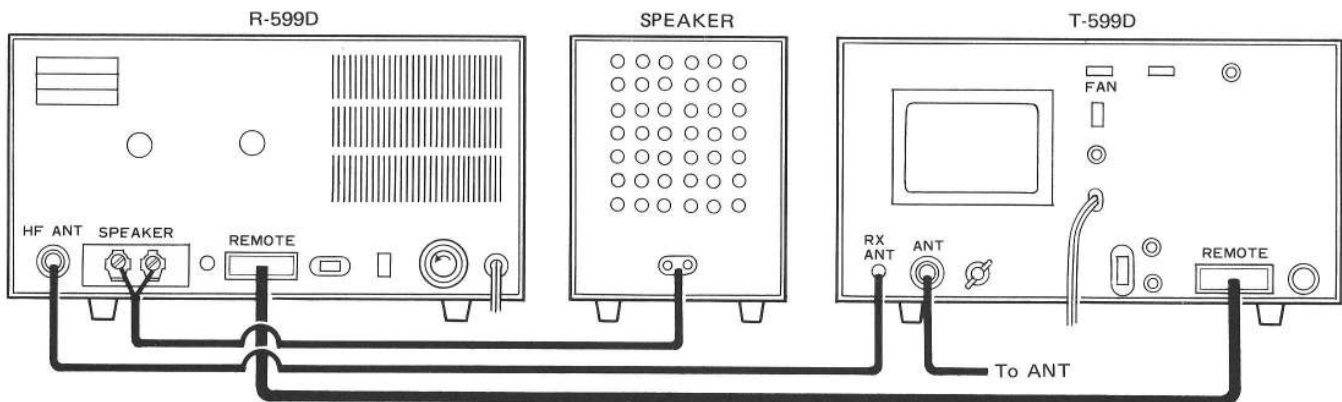 R-599D
SPEAKER
T-599D
FAN
HF ANT
SPEAKER
REMOTE
RX
ANT
ANT
REMOTE
To ANT